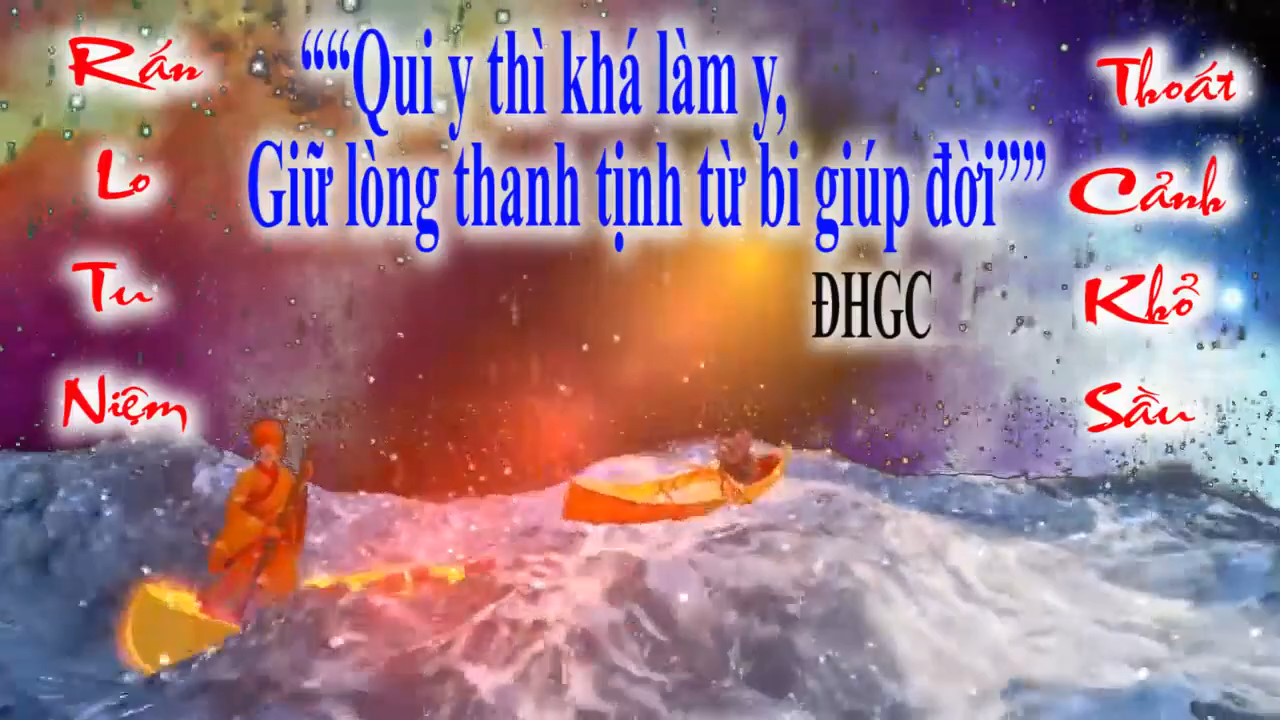 Rán
Lo
Tu
Niệm
““Qui y thì khá làm y,
Giữ lòng thanh tịnh từ bi giúp đời””
ĐHGC
Thoát
Cảnh
Khổ
Sầu